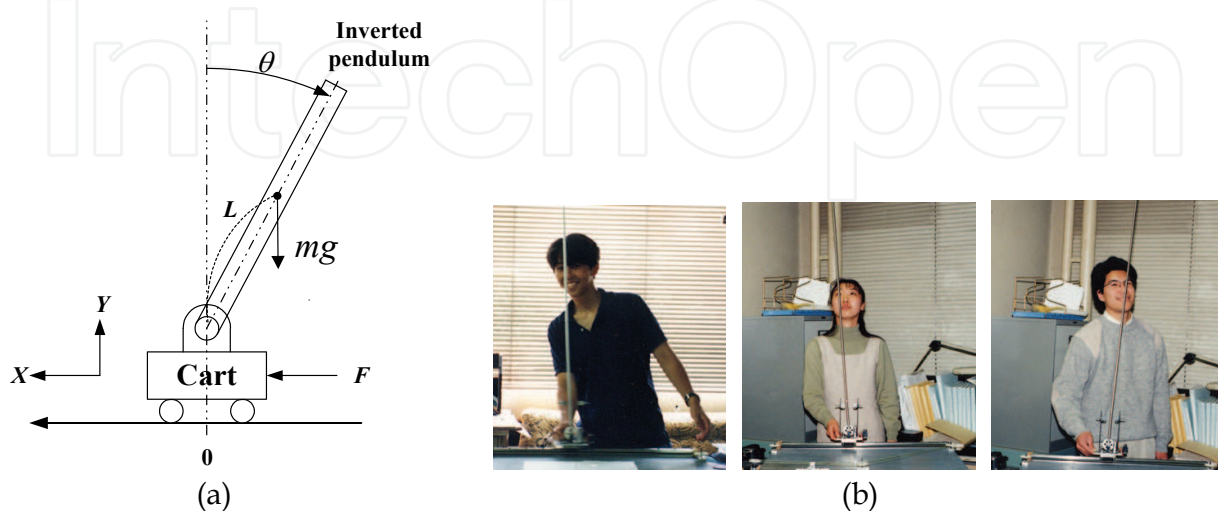 IntechOpen
Inverted
pendulum
θ
L
mg
Y
X
Cart
F
0
(a)
(b)